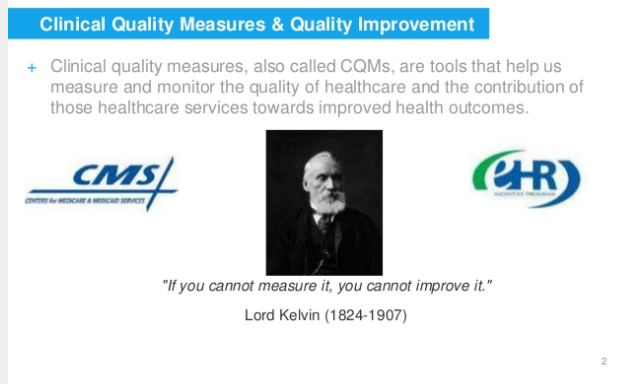 Clinical Quality Measures & Quality Improvement
+ Clinical quality measures, also called CQMs, are tools that help us
measure and monitor the quality of healthcare and the contribution of
those healthcare services towards improved health outcomes.
CMS
CENTERS for MEDICARE & MEDICAID SERVICES
eHR
INCENTIVE PROGRAM
"If you cannot measure it, you cannot improve it."
Lord Kelvin (1824-1907)
2